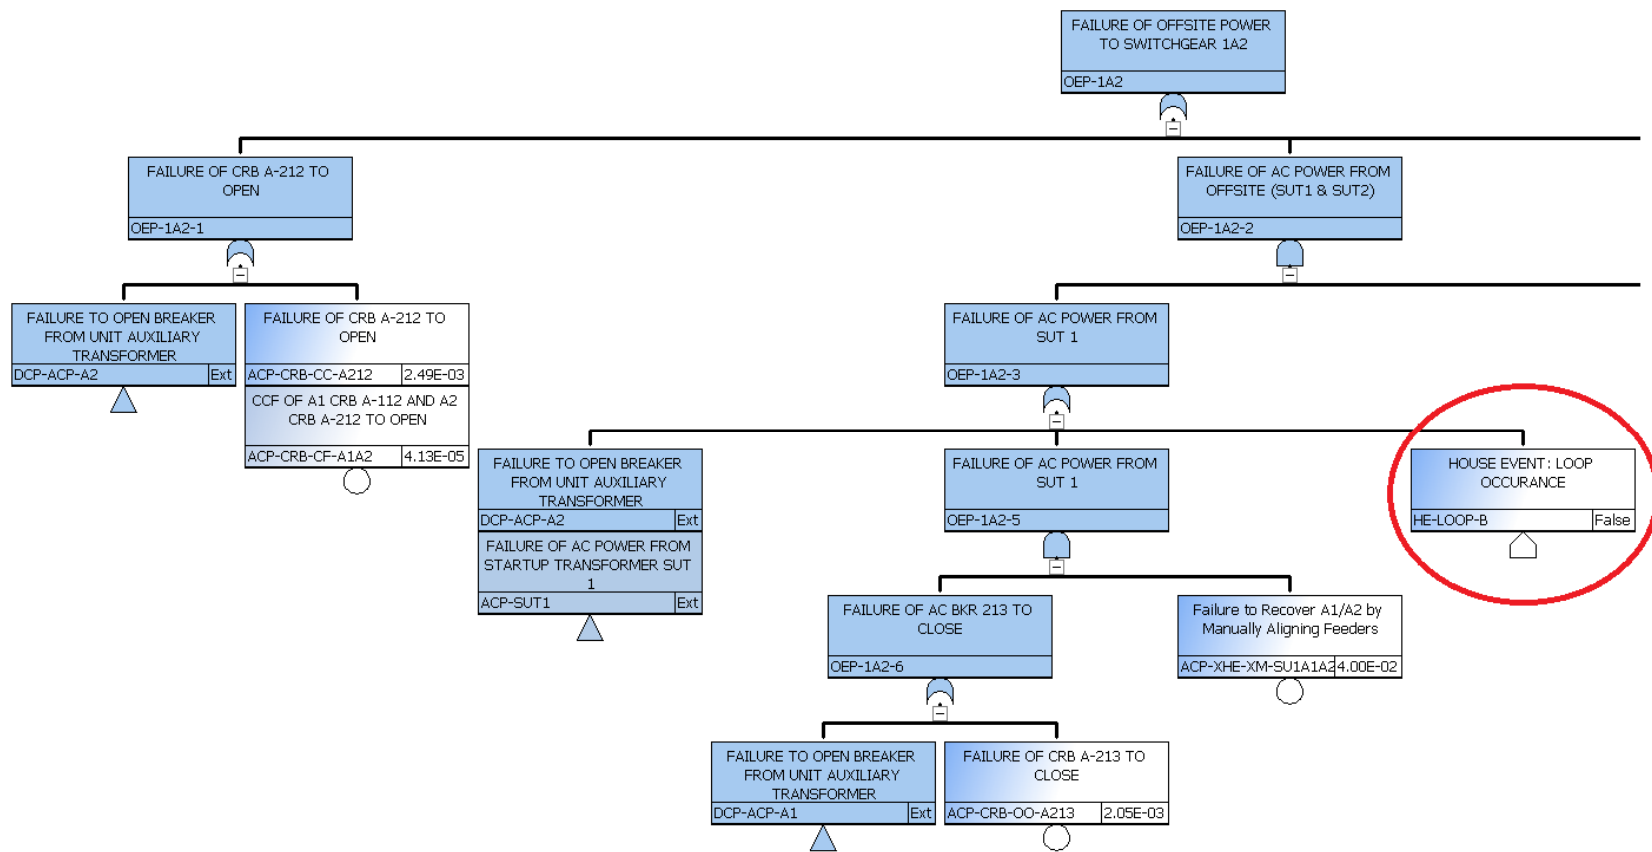 FAILURE OF OFFSITE POWER
TO SWITCHGEAR 1A2
OEP-1A2
FAILURE OF CRB A-212 TO
OPEN
OEP-1A2-1
FAILURE OF AC POWER FROM
OFFSITE (SUT1 & SUT2)
OEP-1A2-2
FAILURE TO OPEN BREAKER
FROM UNIT AUXILIARY
TRANSFORMER
DCP-ACP-A2 Ext
FAILURE OF CRB A-212 TO
OPEN
ACP-CRB-CC-A212 2.49E-03
CCF OF A1 CRB A-112 AND A2
CRB A-212 TO OPEN
ACP-CRB-CF-A1A2 4.13E-05
FAILURE OF AC POWER FROM
SUT 1
OEP-1A2-3
FAILURE TO OPEN BREAKER
FROM UNIT AUXILIARY
TRANSFORMER
DCP-ACP-A2 Ext
FAILURE OF AC POWER FROM
STARTUP TRANSFORMER SUT
1
ACP-SUT1 Ext
FAILURE OF AC POWER FROM
SUT 1
OEP-1A2-5
HOUSE EVENT: LOOP
OCCURANCE
HE-LOOP-B False
FAILURE OF AC BKR 213 TO
CLOSE
OEP-1A2-6
Failure to Recover A1/A2 by
Manually Aligning Feeders
ACP-XHE-XM-SU1A1A2 4.00E-02
FAILURE TO OPEN BREAKER
FROM UNIT AUXILIARY
TRANSFORMER
DCP-ACP-A1 Ext
FAILURE OF CRB A-213 TO
CLOSE
ACP-CRB-OO-A213 2.05E-03